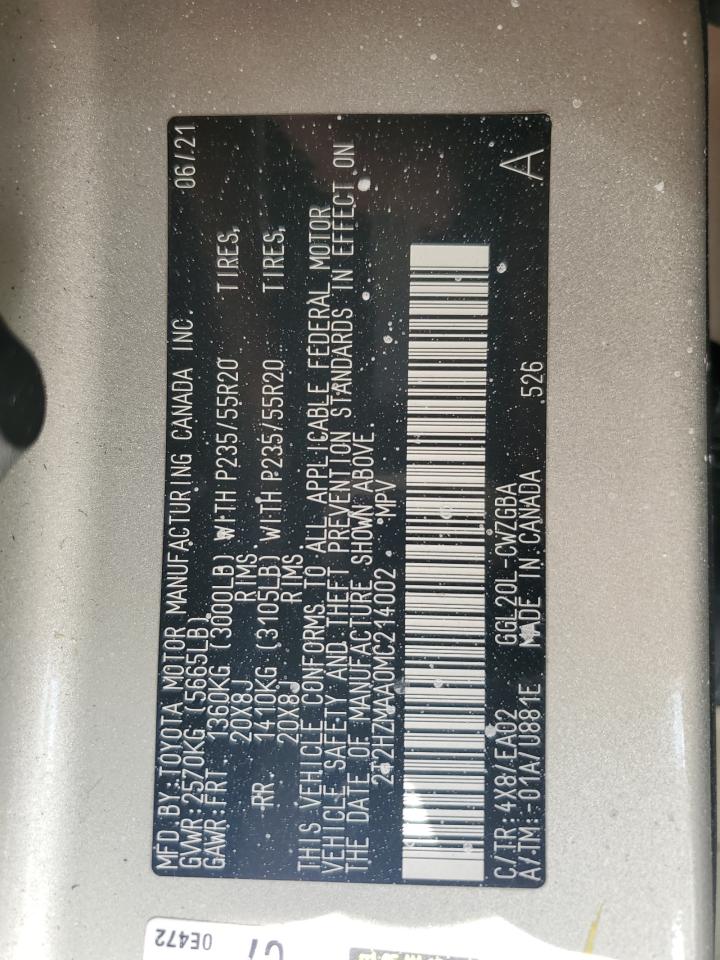 MFD BY:TOYOTA MOTOR MANUFACTURING CANADA INC. 06/21
GVWR:2570KG(5665LB)
GAWR:FRT 1360KG (3000LB) WITH P235/55R20 TIRES,
20X8J RIMS
RR. 1410KG (3105LB) WITH P235/55R20 TIRES,
20X8J RIMS
THIS VEHICLE CONFORMS TO ALL APPLICABLE FEDERAL MOTOR
VEHICLE SAFETY AND THEFT PREVENTION STANDARDS IN EFFECT ON
THE DATE OF MANUFACTURE SHOWN ABOVE.
2T2HZMAA0MC214002 MPV
C/TR:4X8/EA02 GGL20L-CWZGBA
A/TM:-01A/U881E MADE IN CANADA 526 A
0E472